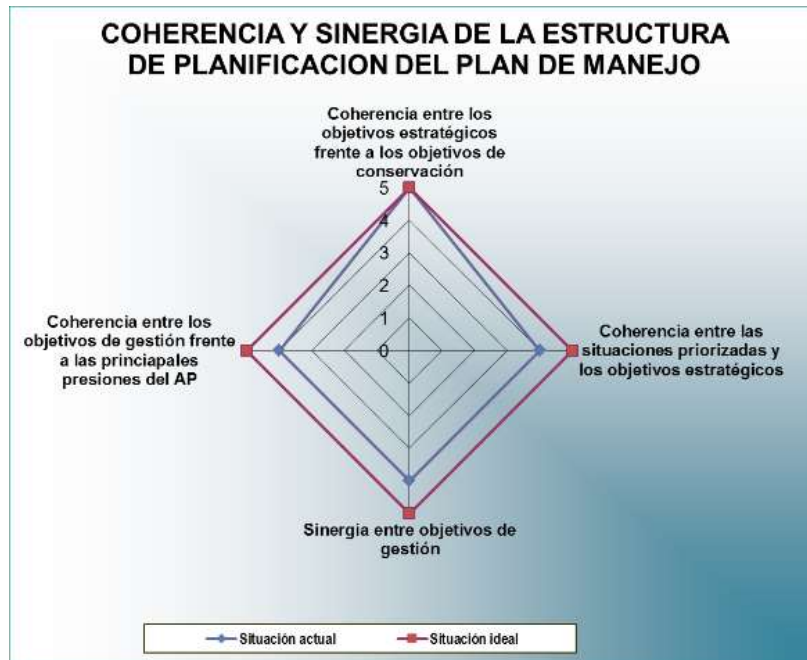 COHERENCIA Y SINERGIA DE LA ESTRUCTURA
DE PLANIFICACION DEL PLAN DE MANEJO
Coherencia entre los
objetivos estratégicos
frente a los objetivos de
conservación
5
4
3
2
1
0
Coherencia entre los
objetivos de gestión frente
a las princiapales
presiones del AP
Coherencia entre las
situaciones priorizadas y
los objetivos estratégicos
Sinergia entre objetivos de
gestión
Situación actual
Situación ideal